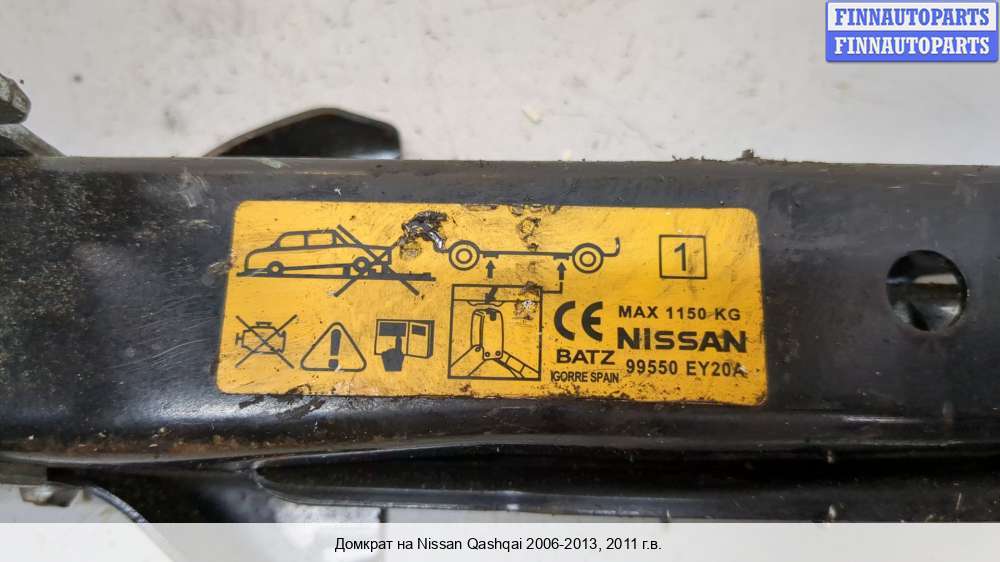 FINNAUTOPARTS
FINNAUTOPARTS
1
MAX 1150 KG
CE
NISSAN
BATZ
99550 EY20A
IGORRE SPAIN
Домкрат на Nissan Qashqai 2006-2013, 2011 г.в.